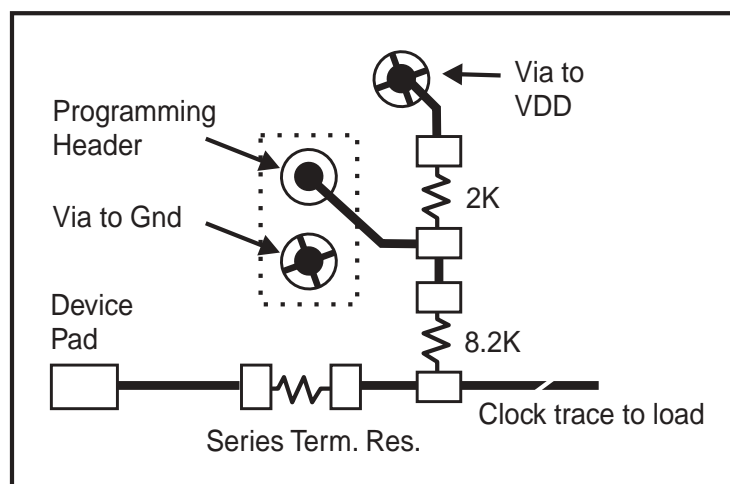 Via to
VDD
Programming
Header
2K
Via to Gnd
Device
Pad
8.2K
Clock trace to load
Series Term. Res.